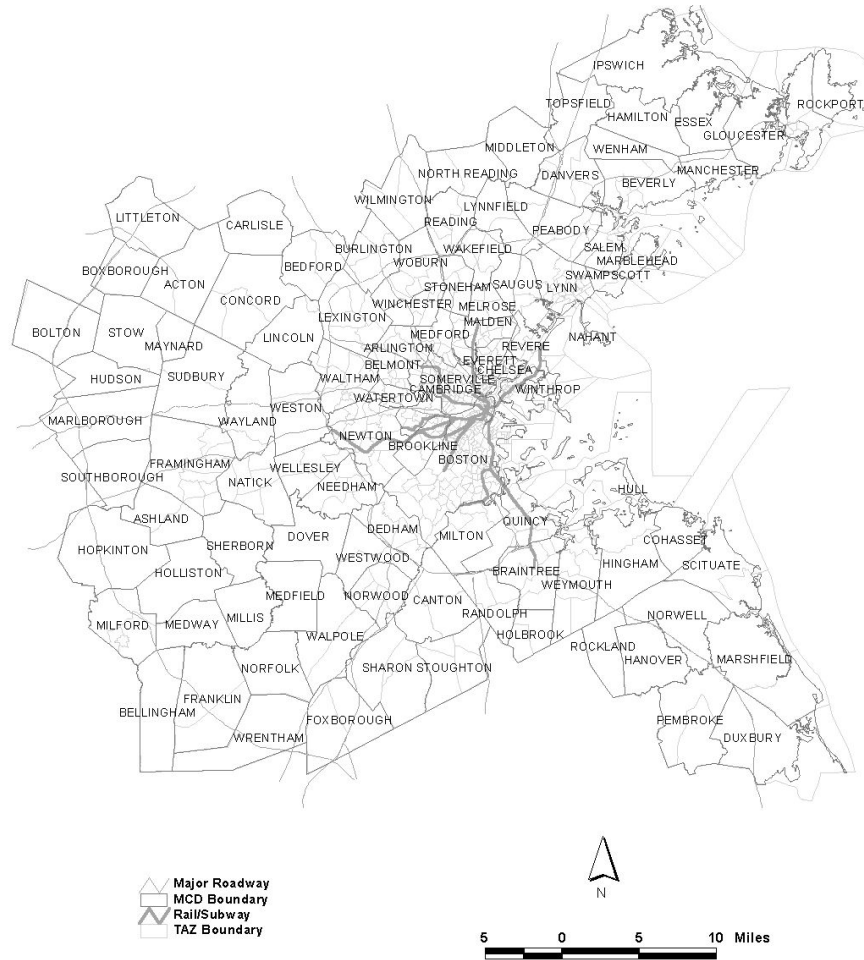 IPSWICH
ROCKPORT
TOPSFIELD
HAMILTON
ESSEX
GLOUCESTER
MIDDLETON
WENHAM
NORTH READING
DANVERS
MANCHESTER
BEVERLY
WILMINGTON
LYNNFIELD
LITTLETON
CARLISLE
READING
PEABODY
BURLINGTON
WAKEFIELD
SALEM
WOBURN
MARBLEHEAD
BEDFORD
BOXBOROUGH
SWAMPSCOTT
ACTON
STONEHAM
SAUGUS
LYNN
CONCORD
WINCHESTER
MELROSE
LEXINGTON
MALDEN
BOLTON
STOW
LINCOLN
MEDFORD
NAHANT
MAYNARD
ARLINGTON
REVERE
EVERETT
BELMONT
CHELSEA
HUDSON
SUDBURY
WALTHAM
SOMERVILLE
CAMBRIDGE
WINTHROP
WATERTOWN
WESTON
MARLBOROUGH
WAYLAND
NEWTON
BROOKLINE
BOSTON
FRAMINGHAM
WELLESLEY
SOUTHBOROUGH
NATICK
NEEDHAM
HULL
ASHLAND
QUINCY
DEDHAM
DOVER
MILTON
COHASSET
HOPKINTON
SHERBORN
WESTWOOD
HINGHAM
SCITUATE
HOLLISTON
BRAINTREE
WEYMOUTH
MEDFIELD
NORWOOD
CANTON
RANDOLPH
NORWELL
MILFORD
MEDWAY
MILLIS
WALPOLE
HOLBROOK
ROCKLAND
HANOVER
MARSHFIELD
NORFOLK
SHARON
STOUGHTON
FRANKLIN
BELLINGHAM
FOXBOROUGH
PEMBROKE
WRENTHAM
DUXBURY
N
Major Roadway
MCD Boundary
Rail/Subway
TAZ Boundary
5 0 5 10 Miles